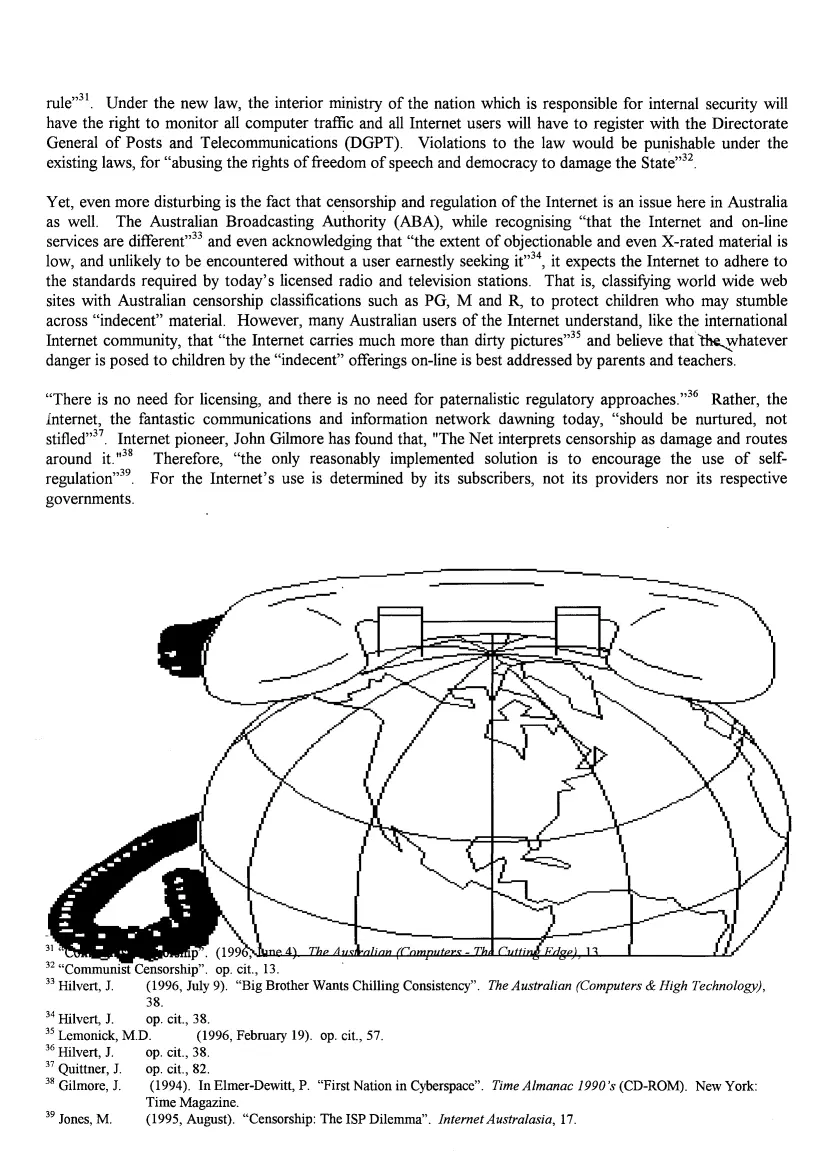 rule”31. Under the new law, the interior ministry of the nation which is responsible for internal security will
have the right to monitor all computer traffic and all Internet users will have to register with the Directorate
General of Posts and Telecommunications (DGPT). Violations to the law would be punishable under the
existing laws, for “abusing the rights of freedom of speech and democracy to damage the State”32.
Yet, even more disturbing is the fact that censorship and regulation of the Internet is an issue here in Australia
as well. The Australian Broadcasting Authority (ABA), while recognising “that the Internet and on-line
services are different”33 and even acknowledging that “the extent of objectionable and even X-rated material is
low, and unlikely to be encountered without a user earnestly seeking it”34, it expects the Internet to adhere to
the standards required by today’s licensed radio and television stations. That is, classifying world wide web
sites with Australian censorship classifications such as PG, M and R, to protect children who may stumble
across “indecent” material. However, many Australian users of the Internet understand, like the international
Internet community, that “the Internet carries much more than dirty pictures”35 and believe that the whatever
danger is posed to children by the “indecent” offerings on-line is best addressed by parents and teachers.
“There is no need for licensing, and there is no need for paternalistic regulatory approaches.”36 Rather, the
internet, the fantastic communications and information network dawning today, “should be nurtured, not
stifled”37. Internet pioneer, John Gilmore has found that, "The Net interprets censorship as damage and routes
around it."38 Therefore, “the only reasonably implemented solution is to encourage the use of self-
regulation”39. For the Internet’s use is determined by its subscribers, not its providers nor its respective
governments.
31 (1996, June 4). The Australian (Computers - The Cutting Edge), 13.
32 “Communist Censorship”. op. cit., 13.
33 Hilvert, J. (1996, July 9). “Big Brother Wants Chilling Consistency”. The Australian (Computers & High Technology),
38.
34 Hilvert, J. op. cit., 38.
35 Lemonick, M.D. (1996, February 19). op. cit., 57.
36 Hilvert, J. op. cit., 38.
37 Quittner, J. op. cit., 82.
38 Gilmore, J. (1994). In Elmer-Dewitt, P. “First Nation in Cyberspace”. Time Almanac 1990’s (CD-ROM). New York:
Time Magazine.
39 Jones, M. (1995, August). “Censorship: The ISP Dilemma”. Internet Australasia, 17.